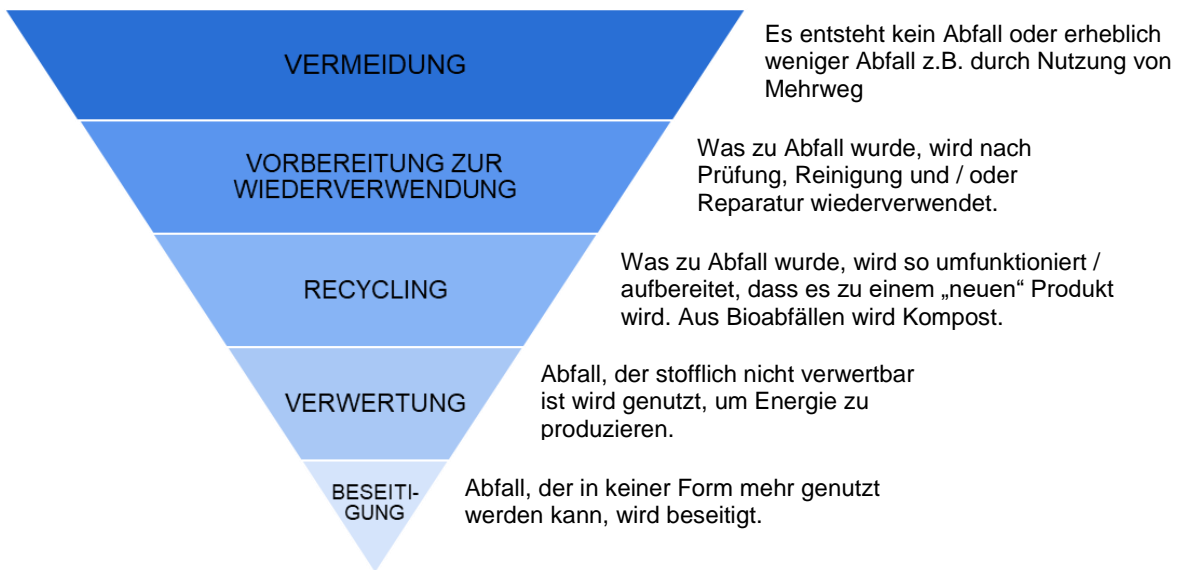 VERMEIDUNG
Es entsteht kein Abfall oder erheblich
weniger Abfall z.B. durch Nutzung von
Mehrweg
VORBEREITUNG ZUR
WIEDERVERWENDUNG
Was zu Abfall wurde, wird nach
Prüfung, Reinigung und / oder
Reparatur wiederverwendet.
RECYCLING
Was zu Abfall wurde, wird so umfunktioniert /
aufbereitet, dass es zu einem „neuen“ Produkt
wird. Aus Bioabfällen wird Kompost.
VERWERTUNG
Abfall, der stofflich nicht verwertbar
ist wird genutzt, um Energie zu
produzieren.
BESEITI-
GUNG
Abfall, der in keiner Form mehr genutzt
werden kann, wird beseitigt.